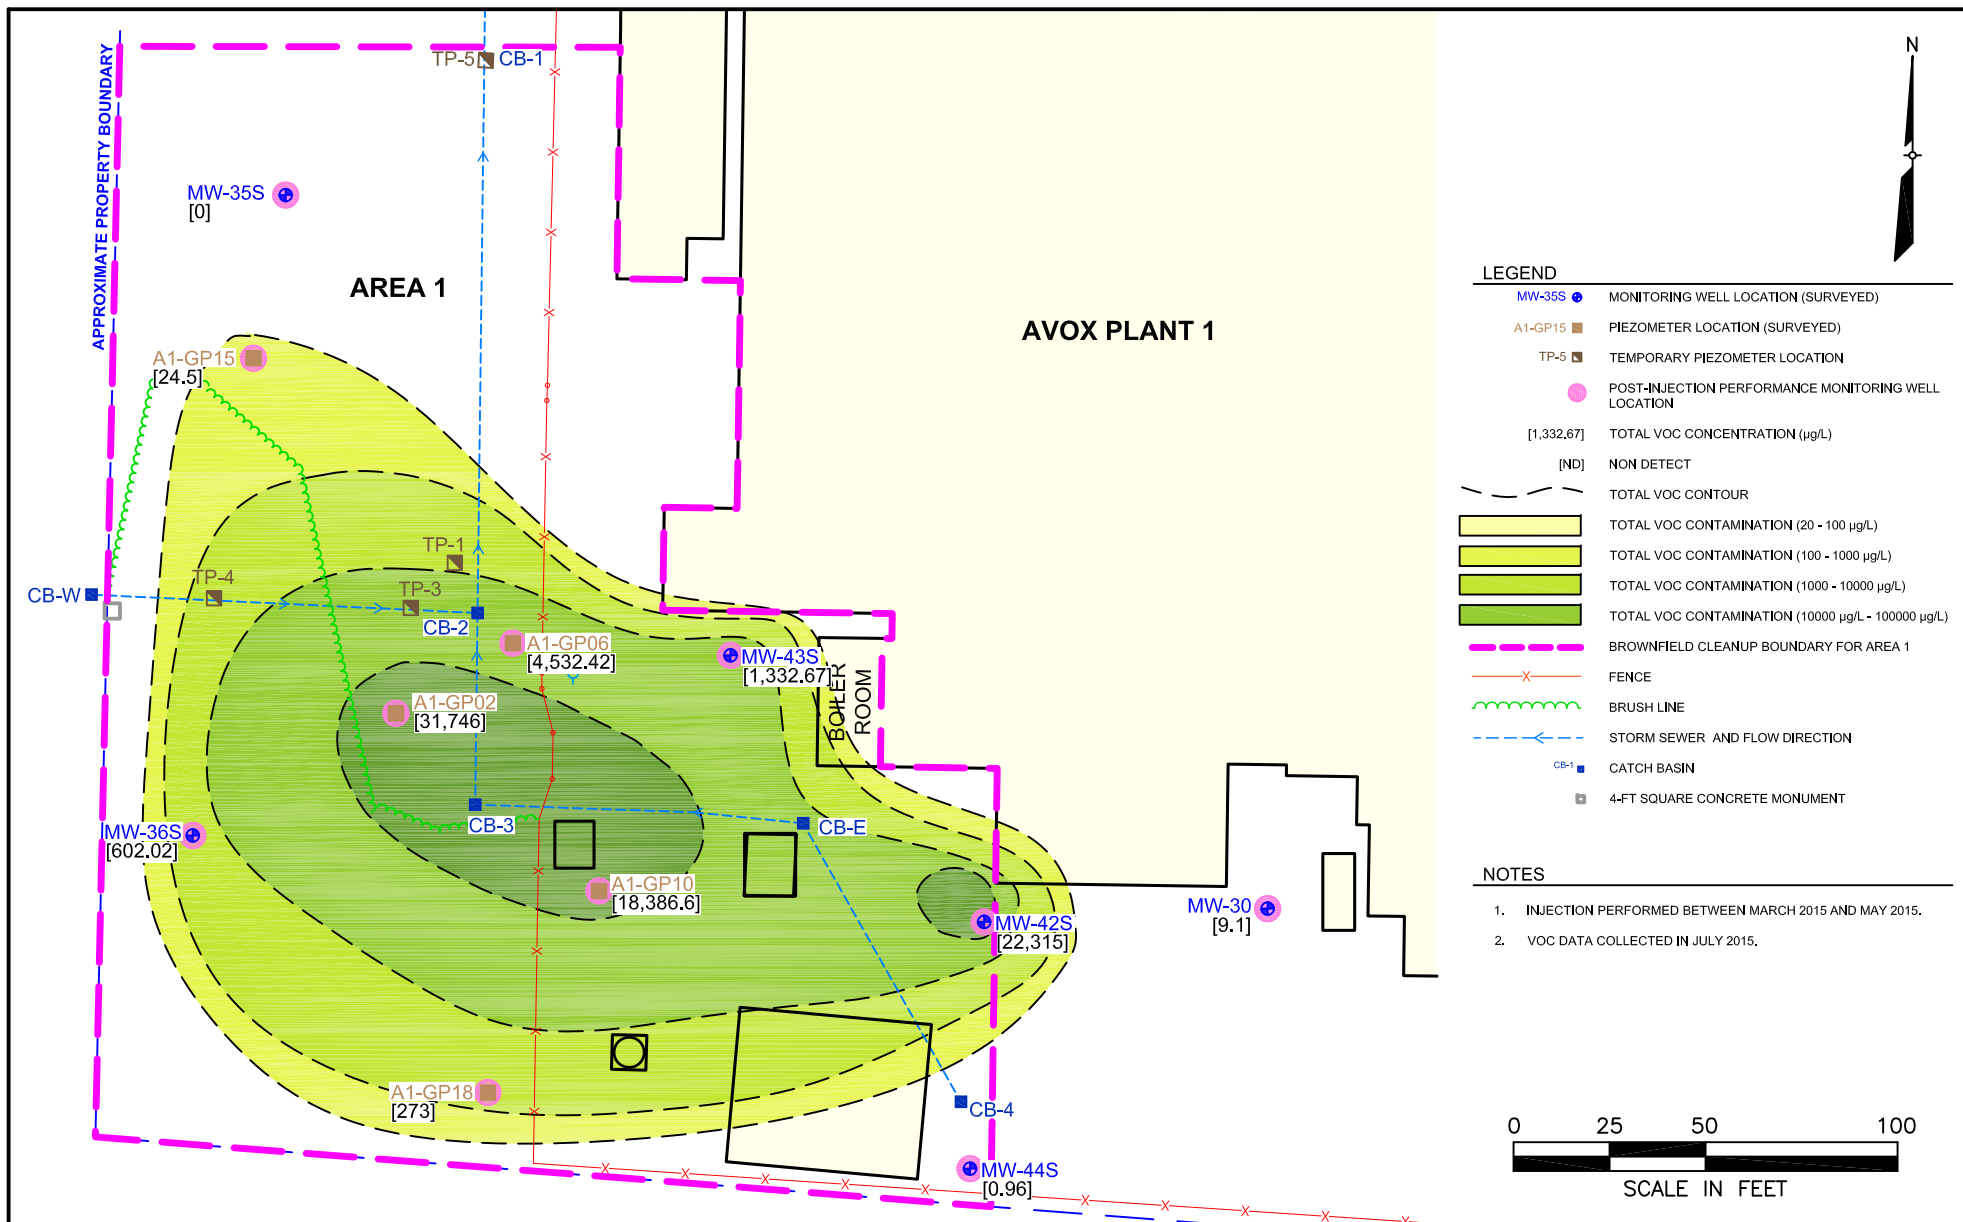 TP-5
CB-1
N
APPROXIMATE PROPERTY BOUNDARY
MW-35S
[0]
AREA 1
AVOX PLANT 1
A1-GP15
[24.5]
TP-1
TP-4
TP-3
CB-W
CB-2
A1-GP06
[4,532.42]
MW-43S
[1,332.67]
BOILER
ROOM
A1-GP02
[31,746]
CB-3
CB-E
MW-36S
[602.02]
A1-GP10
[18,386.6]
MW-42S
[22,315]
MW-30
[9.1]
A1-GP18
[273]
CB-4
MW-44S
[0.96]
LEGEND
MW-35S MONITORING WELL LOCATION (SURVEYED)
A1-GP15 PIEZOMETER LOCATION (SURVEYED)
TP-5 TEMPORARY PIEZOMETER LOCATION
POST-INJECTION PERFORMANCE MONITORING WELL
LOCATION
[1,332.67] TOTAL VOC CONCENTRATION (µg/L)
[ND] NON DETECT
TOTAL VOC CONTOUR
TOTAL VOC CONTAMINATION (20 - 100 µg/L)
TOTAL VOC CONTAMINATION (100 - 1000 µg/L)
TOTAL VOC CONTAMINATION (1000 - 10000 µg/L)
TOTAL VOC CONTAMINATION (10000 µg/L - 100000 µg/L)
BROWNFIELD CLEANUP BOUNDARY FOR AREA 1
X FENCE
BRUSH LINE
STORM SEWER AND FLOW DIRECTION
CB-1 CATCH BASIN
4-FT SQUARE CONCRETE MONUMENT
NOTES
1. INJECTION PERFORMED BETWEEN MARCH 2015 AND MAY 2015.
2. VOC DATA COLLECTED IN JULY 2015.
0 25 50 100
SCALE IN FEET